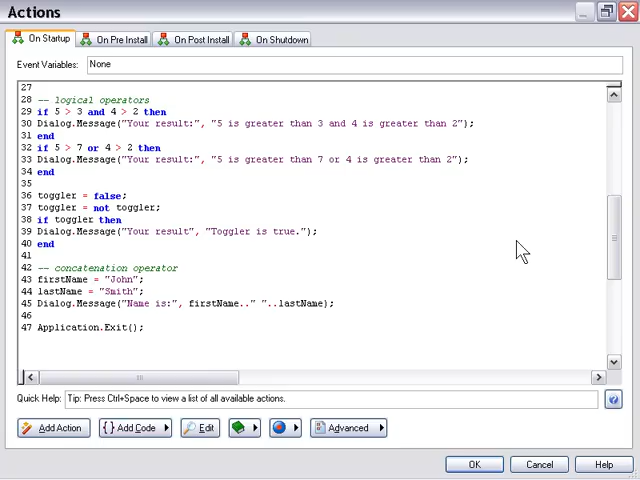 Actions
On Startup On Pre Install On Post Install On Shutdown
Event Variables: None
27
28 -- logical operators
29 if 5 > 3 and 4 > 2 then
30 Dialog.Message("Your result:", "5 is greater than 3 and 4 is greater than 2");
31 end
32 if 5 > 7 or 4 > 2 then
33 Dialog.Message("Your result:", "5 is greater than 7 or 4 is greater than 2");
34 end
35
36 toggler = false;
37 toggler = not toggler;
38 if toggler then
39 Dialog.Message("Your result", "Toggler is true.");
40 end
41
42 -- concatenation operator
43 firstName = "John";
44 lastName = "Smith";
45 Dialog.Message("Name is:", firstName.." "..lastName);
46
47 Application.Exit();
Quick Help: Tip: Press Ctrl+Space to view a list of all available actions.
Add Action Add Code Edit Advanced
OK Cancel Help